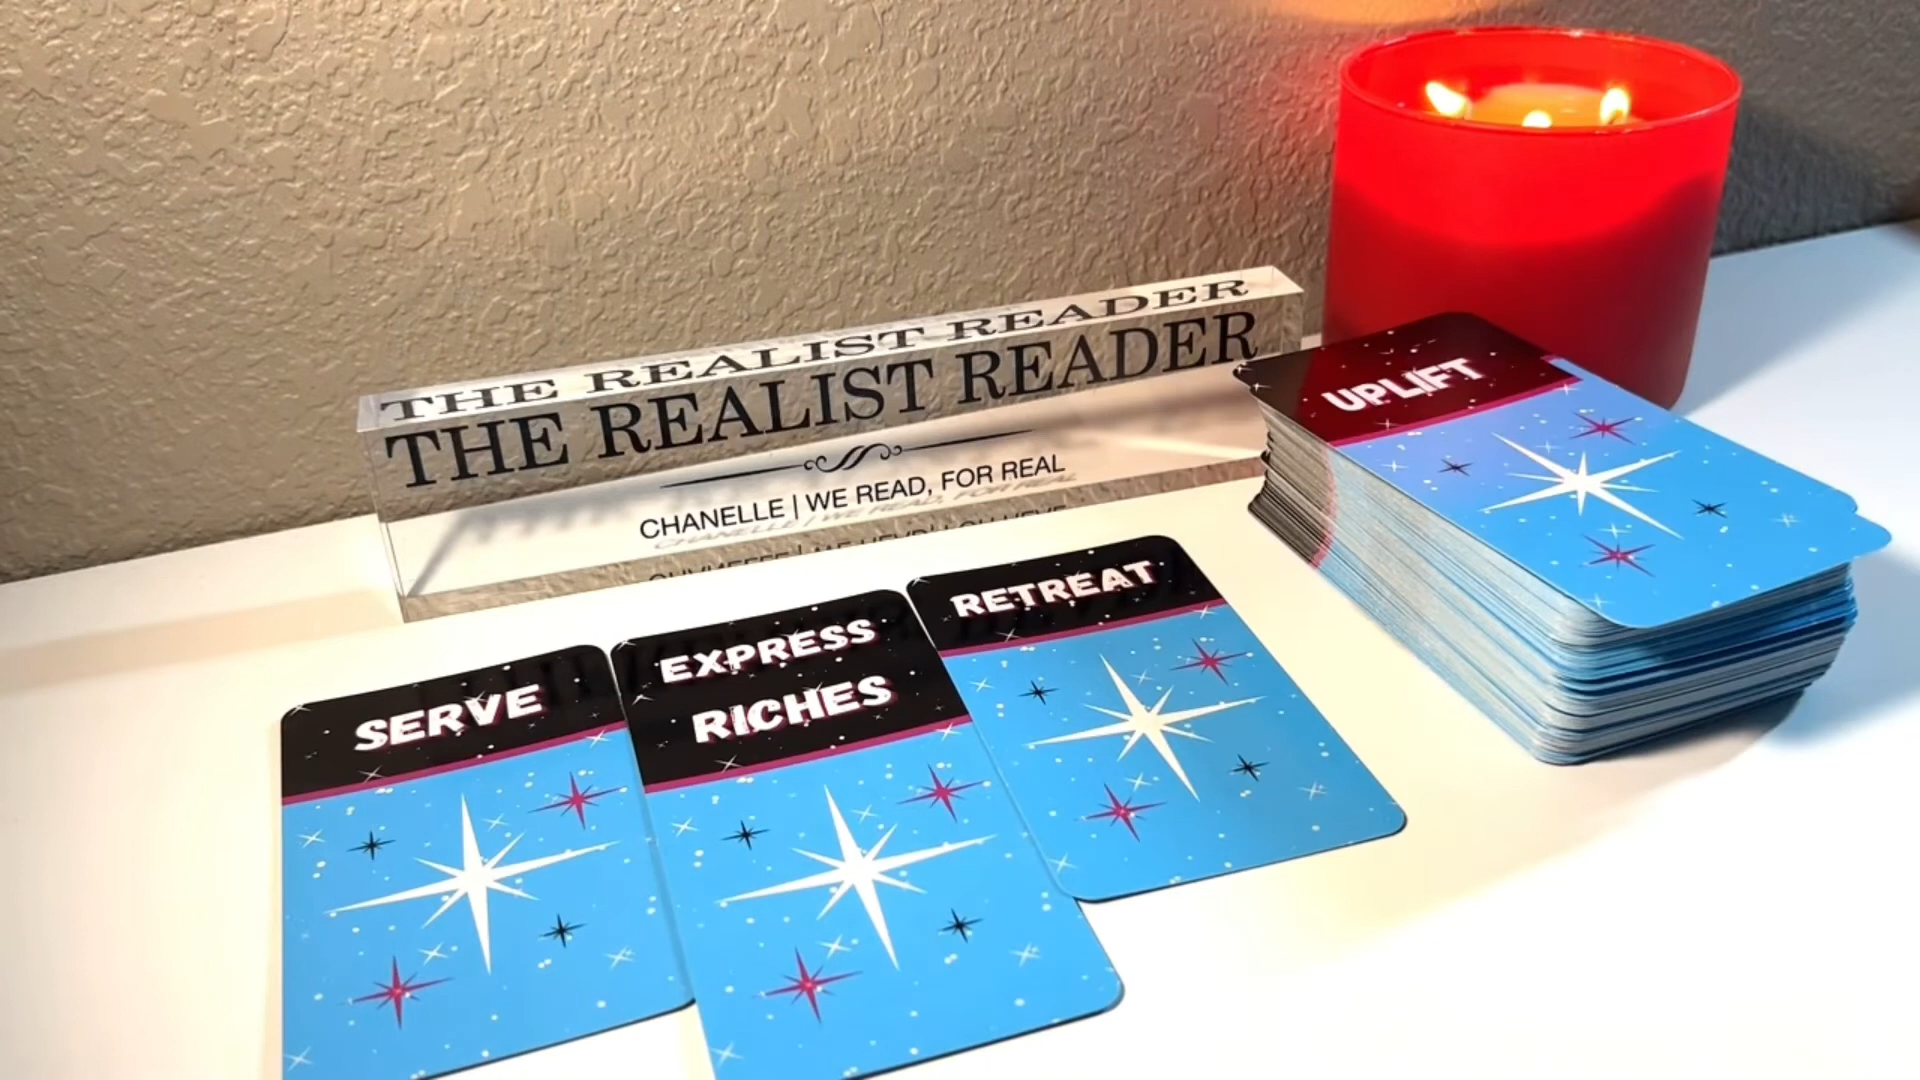 THE REALIST READER
THE REALIST READER
CHANELLE | WE READ, FOR REAL
UPLIFT
SERVE
EXPRESS
RICHES
RETREAT